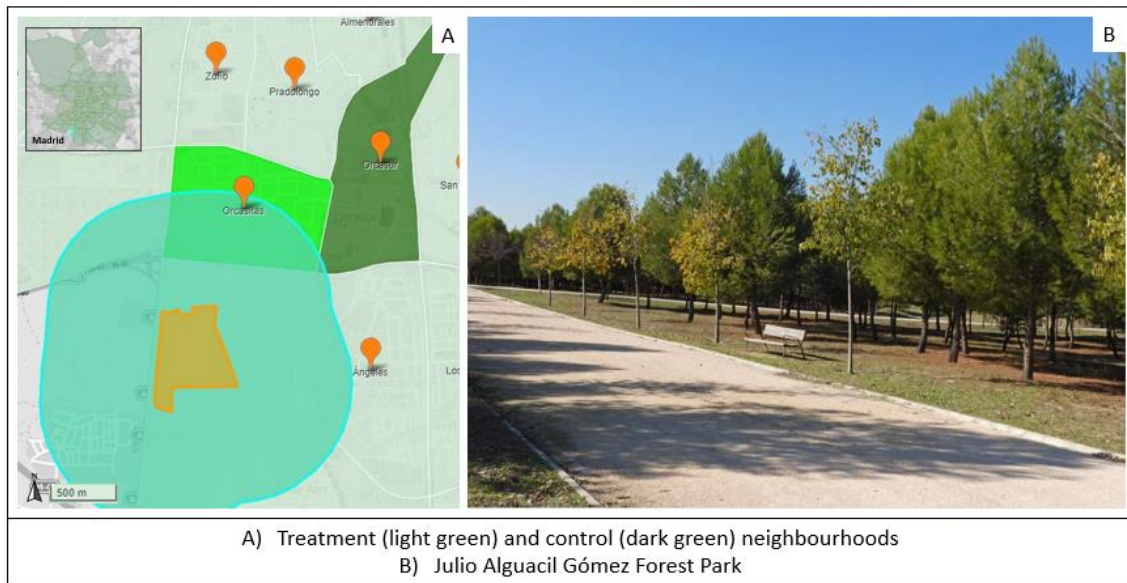 Almendrales
A
Madrid
Zofío
Pradolongo
Orcasur
San
Orcasitas
Ángeles
Los
N
500 m
B
A) Treatment (light green) and control (dark green) neighbourhoods
B) Julio Alguacil Gómez Forest Park